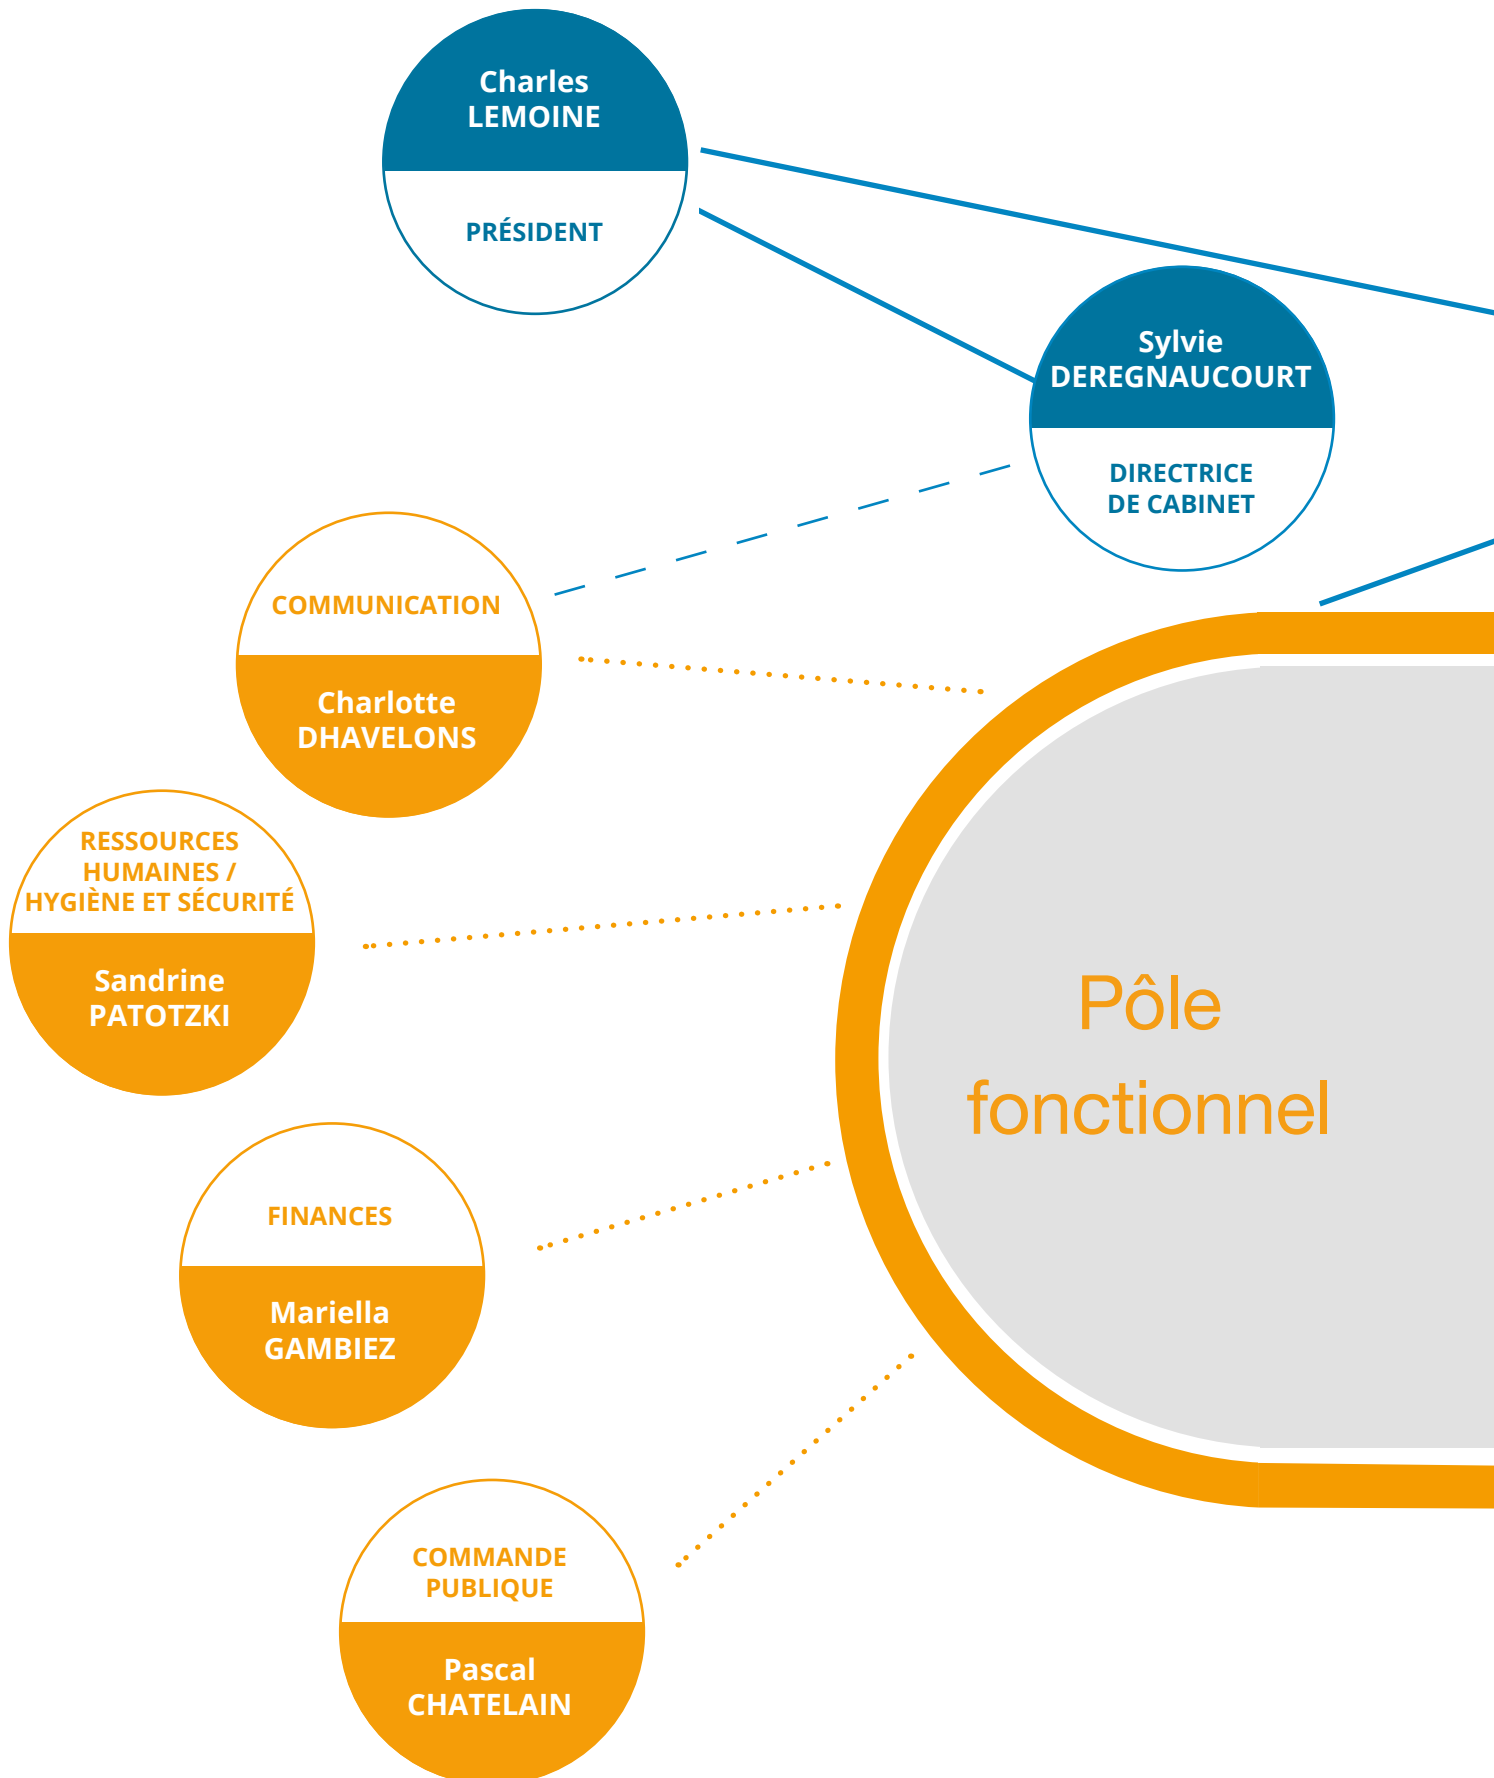 Charles
LEMOINE
PRÉSIDENT
Sylvie
DEREGNAUCOURT
DIRECTRICE
DE CABINET
COMMUNICATION
Charlotte
DHAVELONS
RESSOURCES
HUMAINES /
HYGIÈNE ET SÉCURITÉ
Sandrine
PATOTZKI
Pôle
fonctionnel
FINANCES
Mariella
GAMBIEZ
COMMANDE
PUBLIQUE
Pascal
CHATELAIN